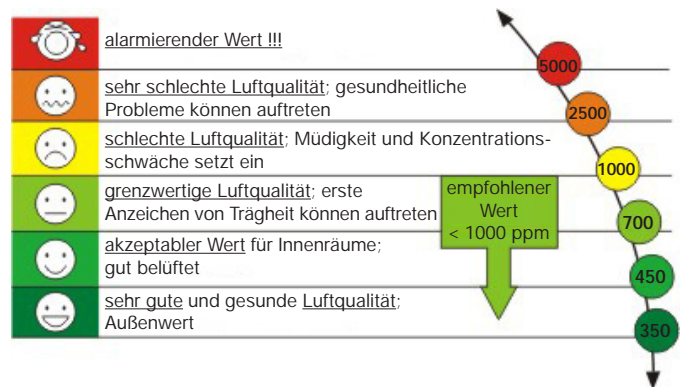 alarmierender Wert !!!
sehr schlechte Luftqualität; gesundheitliche
Probleme können auftreten
schlechte Luftqualität; Müdigkeit und Konzentrations-
schwäche setzt ein
grenzwertige Luftqualität; erste
Anzeichen von Trägheit können auftreten
akzeptabler Wert für Innenräume;
gut belüftet
sehr gute und gesunde Luftqualität;
Außenwert
empfohlener
Wert
< 1000 ppm
5000
2500
1000
700
450
350